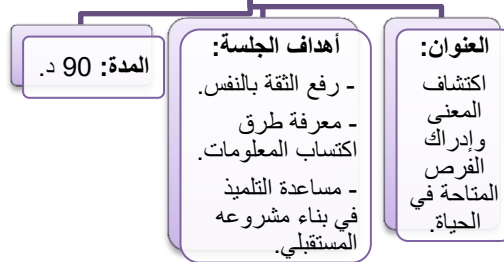 العنوان:
اكتشاف
المعنى
وإدراك
الفرص
المتاحة في
الحياة.
أهداف الجلسة:
- رفع الثقة بالنفس.
- معرفة طرق
اكتساب المعلومات.
- مساعدة التلميذ
في بناء مشروعه
المستقبلي.
المدة: 90 د.